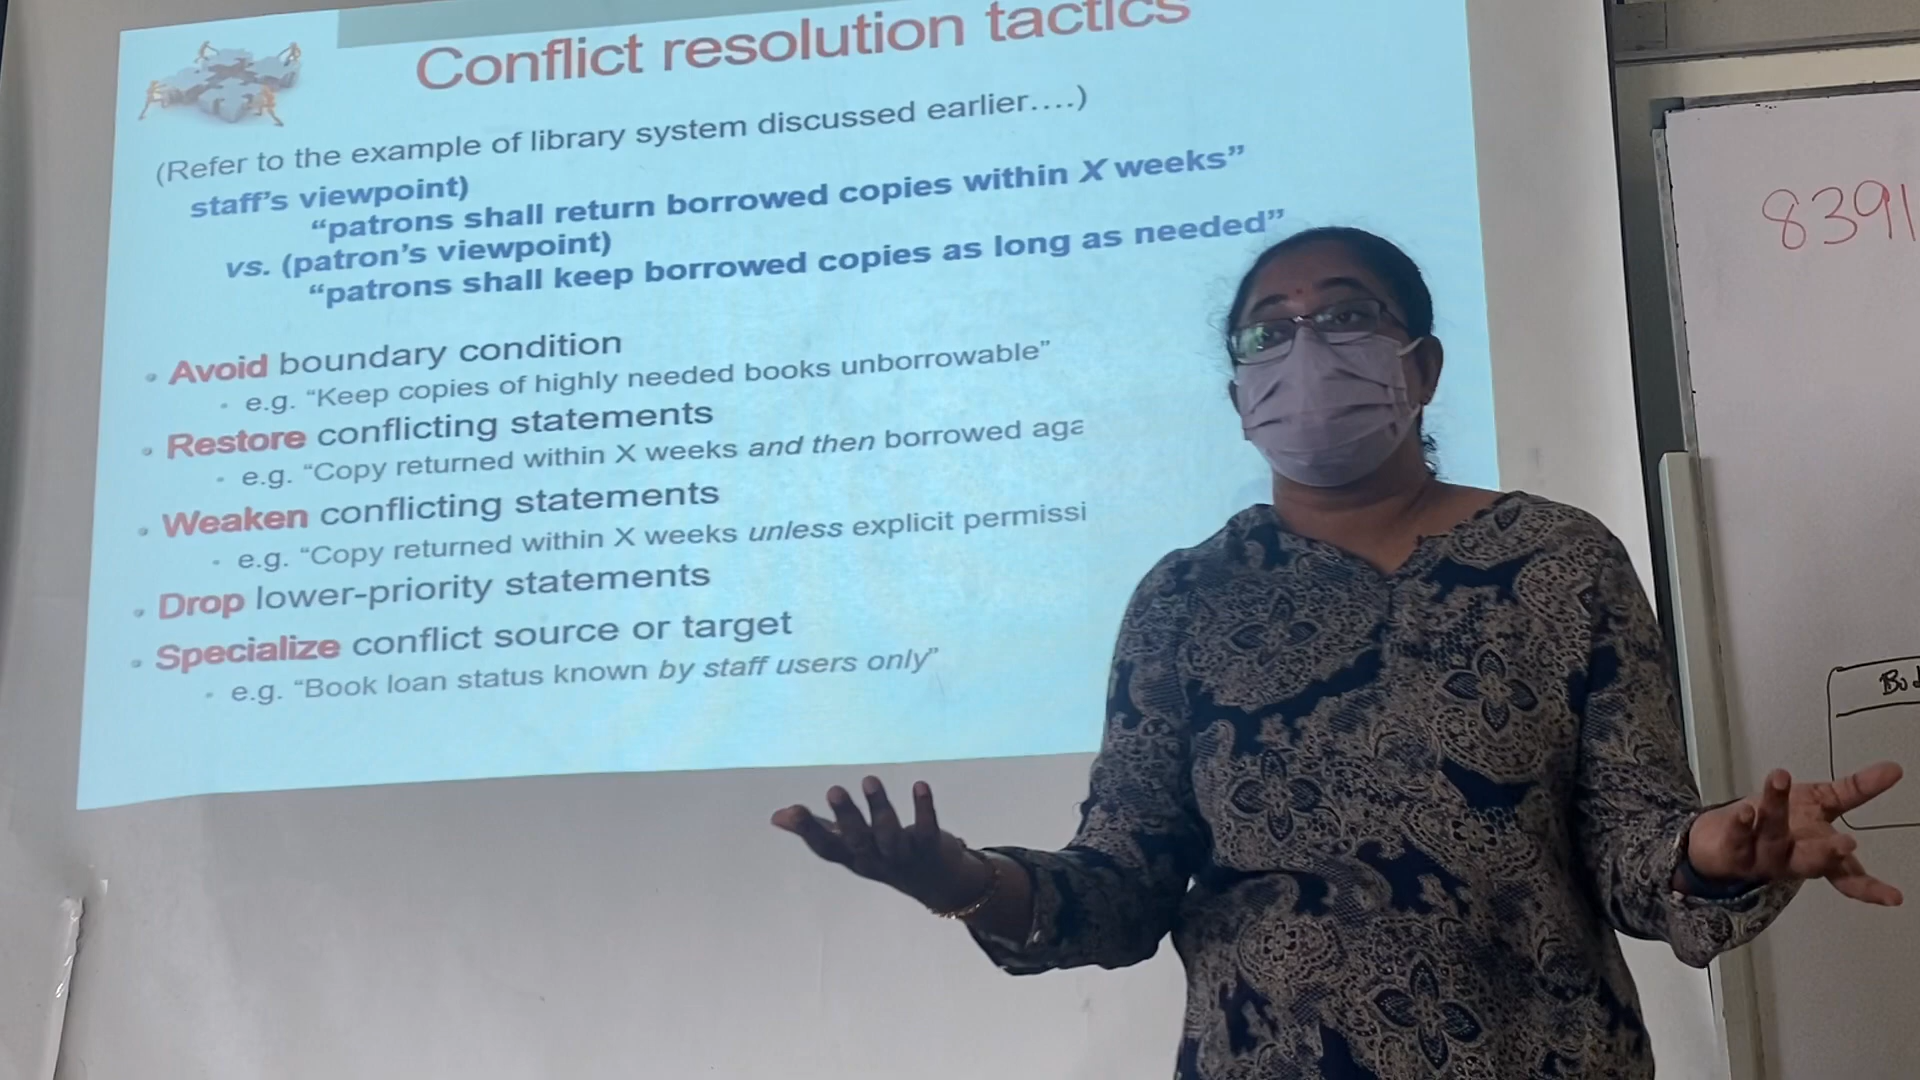 Conflict resolution tactics
(Refer to the example of library system discussed earlier....)
staff's viewpoint)
"patrons shall return borrowed copies within X weeks"
vs. (patron's viewpoint)
"patrons shall keep borrowed copies as long as needed"
• Avoid boundary condition
• e.g. "Keep copies of highly needed books unborrowable"
• Restore conflicting statements
• e.g. "Copy returned within X weeks and then borrowed aga
• Weaken conflicting statements
• e.g. "Copy returned within X weeks unless explicit permissi
• Drop lower-priority statements
• Specialize conflict source or target
• e.g. "Book loan status known by staff users only"
8391